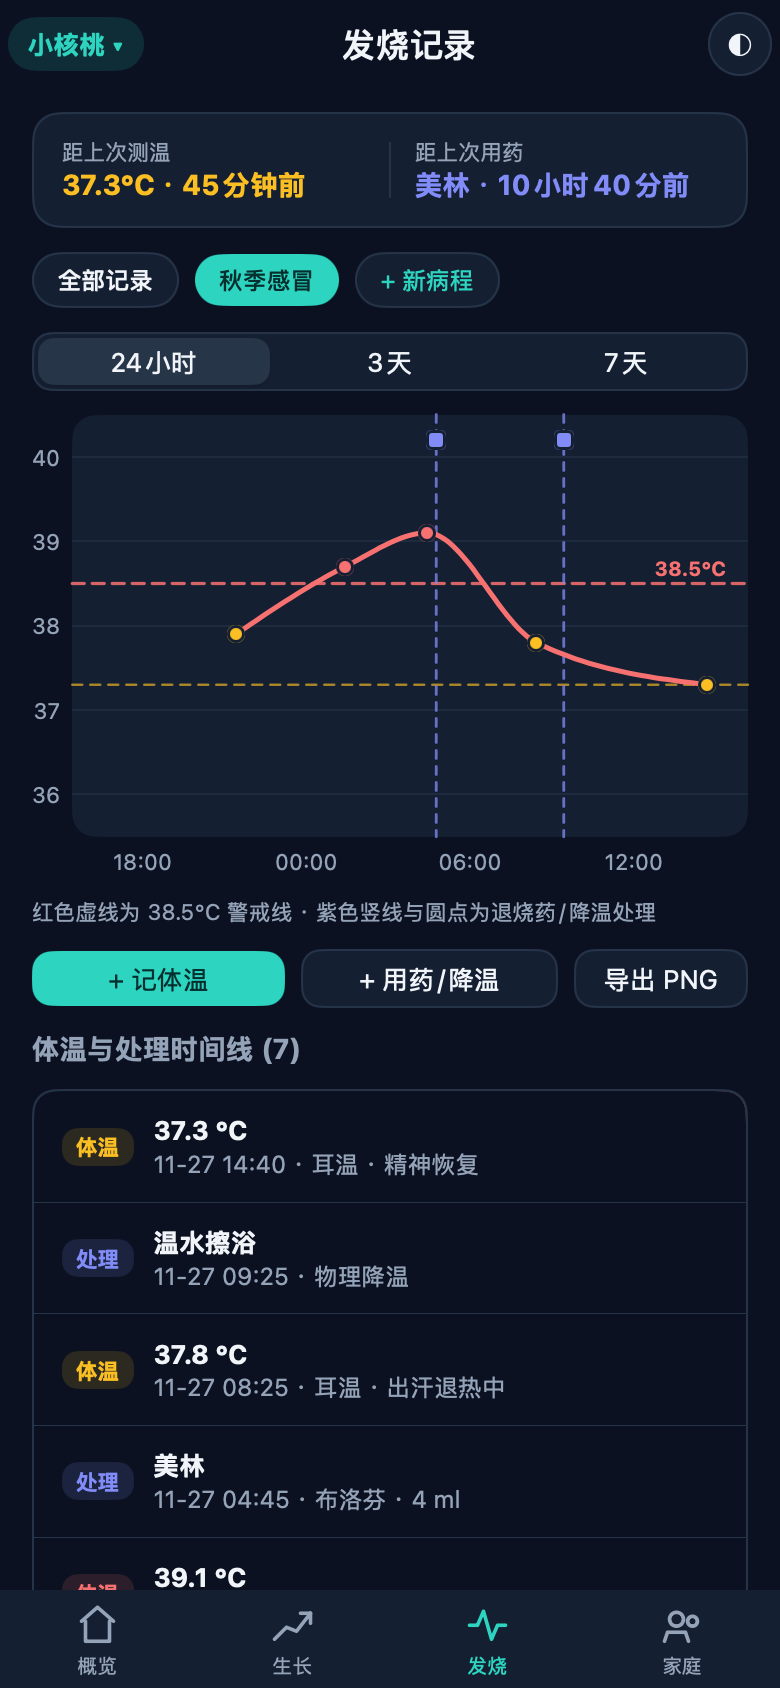 小核桃 ▾
发烧记录
距上次测温
37.3°C · 45分钟前
距上次用药
美林 · 10小时40分前
全部记录
秋季感冒
+ 新病程
24小时
3天
7天
40
39
38.5°C
38
37
36
18:00 00:00 06:00 12:00
红色虚线为 38.5°C 警戒线 · 紫色竖线与圆点为退烧药/降温处理
+ 记体温
+ 用药/降温
导出 PNG
体温与处理时间线 (7)
体温
37.3 °C
11-27 14:40 · 耳温 · 精神恢复
处理
温水擦浴
11-27 09:25 · 物理降温
体温
37.8 °C
11-27 08:25 · 耳温 · 出汗退热中
处理
美林
11-27 04:45 · 布洛芬 · 4 ml
体温
39.1 °C
概览
生长
发烧
家庭